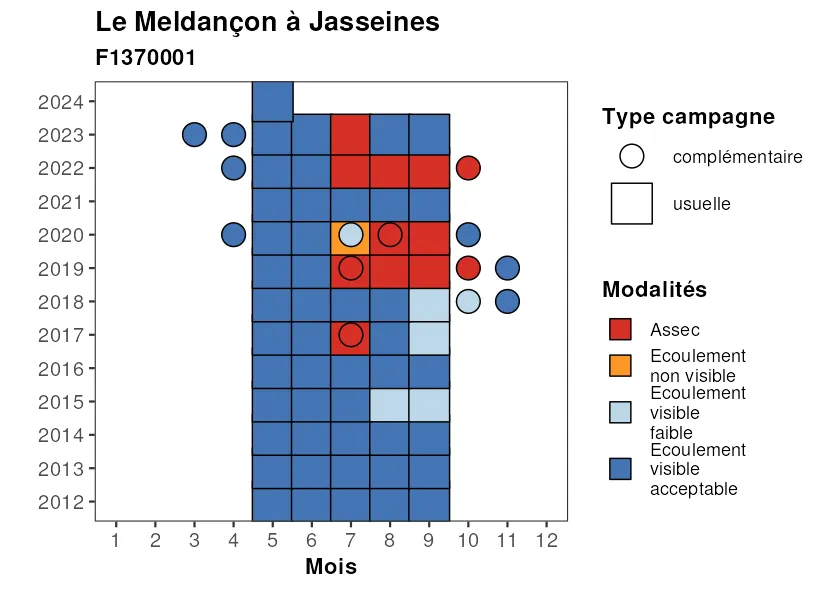 Le Meldançon à Jasseines
F1370001
2024
2023
2022
2021
2020
2019
2018
2017
2016
2015
2014
2013
2012
1 2 3 4 5 6 7 8 9 10 11 12
Mois
Type campagne
complémentaire
usuelle
Modalités
Assec
Ecoulement
non visible
Ecoulement
visible
faible
Ecoulement
visible
acceptable